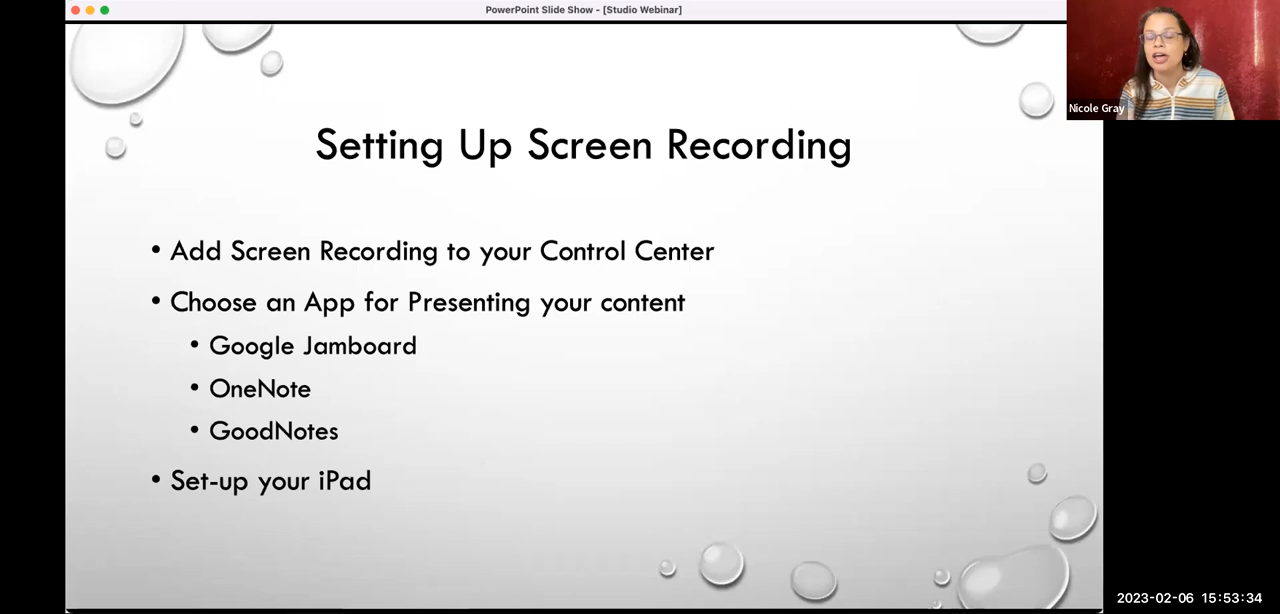 PowerPoint Slide Show - [Studio Webinar]
Nicole Gray
Setting Up Screen Recording
• Add Screen Recording to your Control Center
• Choose an App for Presenting your content
• Google Jamboard
• OneNote
• GoodNotes
• Set-up your iPad
2023-02-06 15:53:34